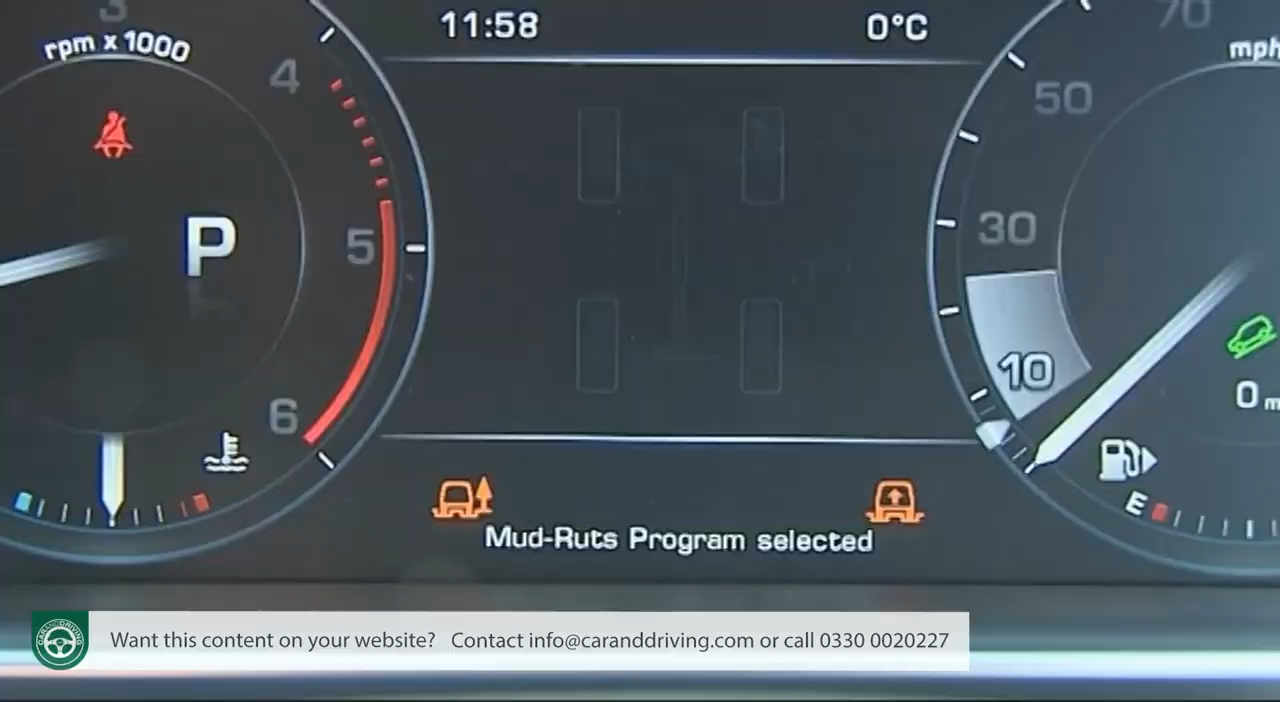 3
rpm x 1000
4
5
6
P
11:58
0°C
70
mph
50
30
10
0 m
E
Mud-Ruts Program selected
CARANDDRIVING
Want this content on your website? Contact info@caranddriving.com or call 0330 0020227